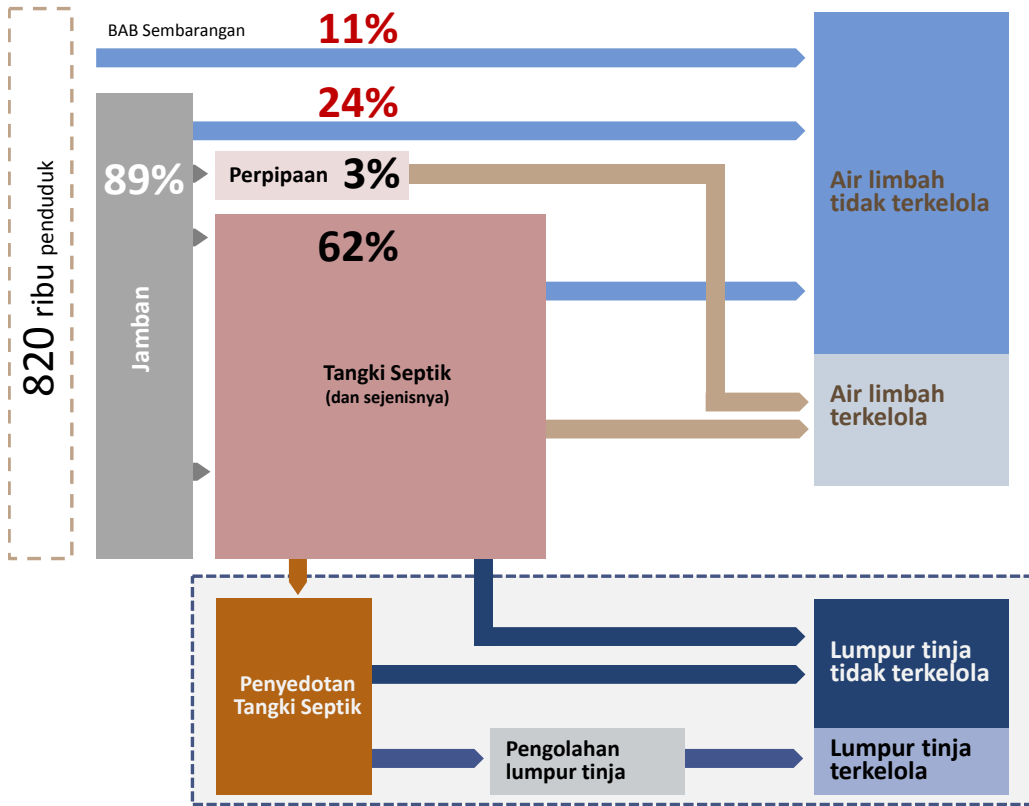 BAB Sembarangan 11%
24%
820 ribu penduduk
89%
Jamban
Perpipaan 3%
62%
Tangki Septik
(dan sejenisnya)
Air limbah
tidak terkelola
Air limbah
terkelola
Penyedotan
Tangki Septik
Pengolahan
lumpur tinja
Lumpur tinja
tidak terkelola
Lumpur tinja
terkelola